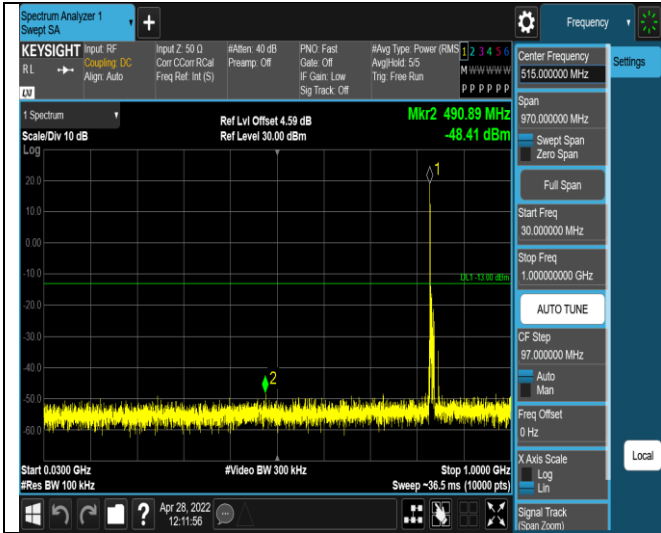 Spectrum Analyzer 1
Swept SA
Frequency
KEYSIGHT
RL
LXI
Input: RF
Coupling: DC
Align: Auto
Input Z: 50 Ω
Corr CCorr RCal
Freq Ref: Int (S)
#Atten: 40 dB
Preamp: Off
PNO: Fast
Gate: Off
IF Gain: Low
Sig Track: Off
#Avg Type: Power (RMS
Avg|Hold: 5/5
Trig: Free Run
1 2 3 4 5 6
M W W W W W
P P P P P P
1 Spectrum
Scale/Div 10 dB
Ref Lvl Offset 4.59 dB
Ref Level 30.00 dBm
Mkr2 490.89 MHz
-48.41 dBm
Log
20.0
10.0
0.00
-10.0
-20.0
-30.0
-40.0
-50.0
-60.0
1
2
DL1 -13.00 dBm
Start 0.0300 GHz
#Res BW 100 kHz
#Video BW 300 kHz
Stop 1.0000 GHz
Sweep ~36.5 ms (10000 pts)
Center Frequency
515.000000 MHz
Settings
Span
970.000000 MHz
Swept Span
Zero Span
Full Span
Start Freq
30.000000 MHz
Stop Freq
1.000000000 GHz
AUTO TUNE
CF Step
97.000000 MHz
Auto
Man
Freq Offset
0 Hz
X Axis Scale
Log
Lin
Local
Signal Track
(Span Zoom)
?
Apr 28, 2022
12:11:56